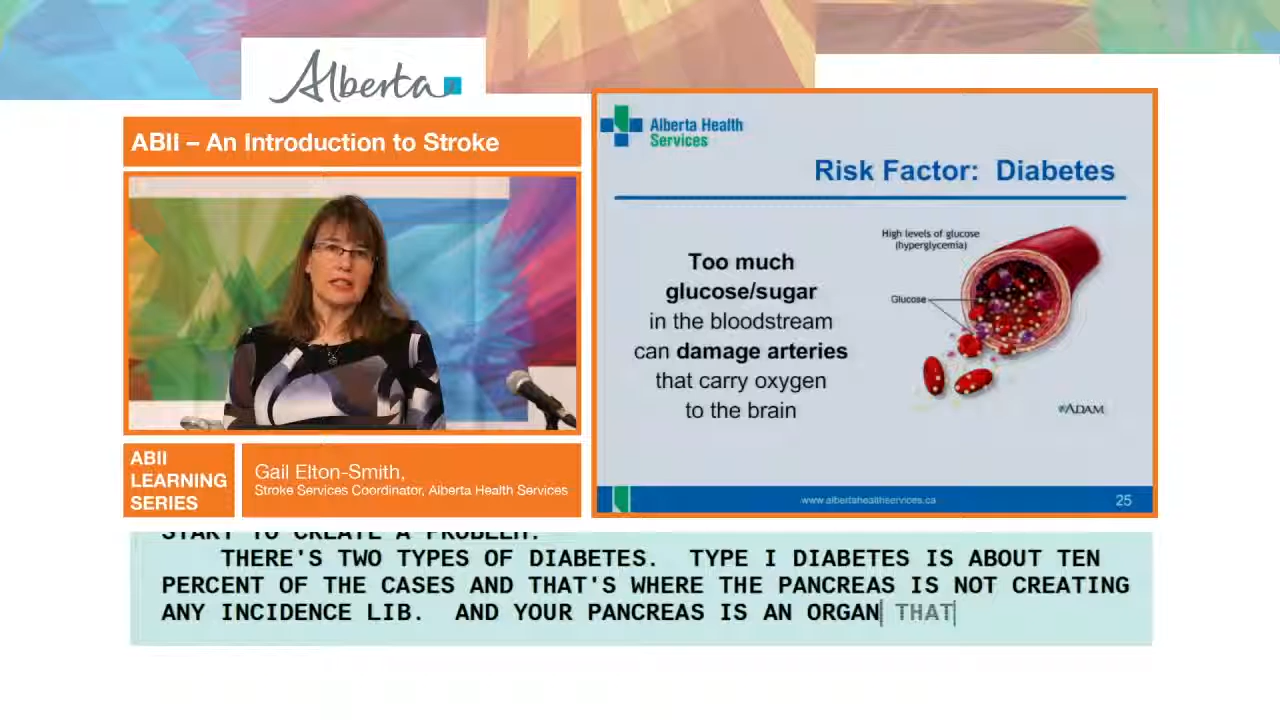 Alberta
ABII – An Introduction to Stroke
Alberta Health
Services
Risk Factor: Diabetes
High levels of glucose
(hyperglycemia)
Glucose
Too much
glucose/sugar
in the bloodstream
can damage arteries
that carry oxygen
to the brain
ADAM
www.albertahealthservices.ca
25
ABII
LEARNING
SERIES
Gail Elton-Smith,
Stroke Services Coordinator, Alberta Health Services
START TO CREATE A PROBLEM.
THERE'S TWO TYPES OF DIABETES. TYPE I DIABETES IS ABOUT TEN
PERCENT OF THE CASES AND THAT'S WHERE THE PANCREAS IS NOT CREATING
ANY INCIDENCE LIB. AND YOUR PANCREAS IS AN ORGAN THAT